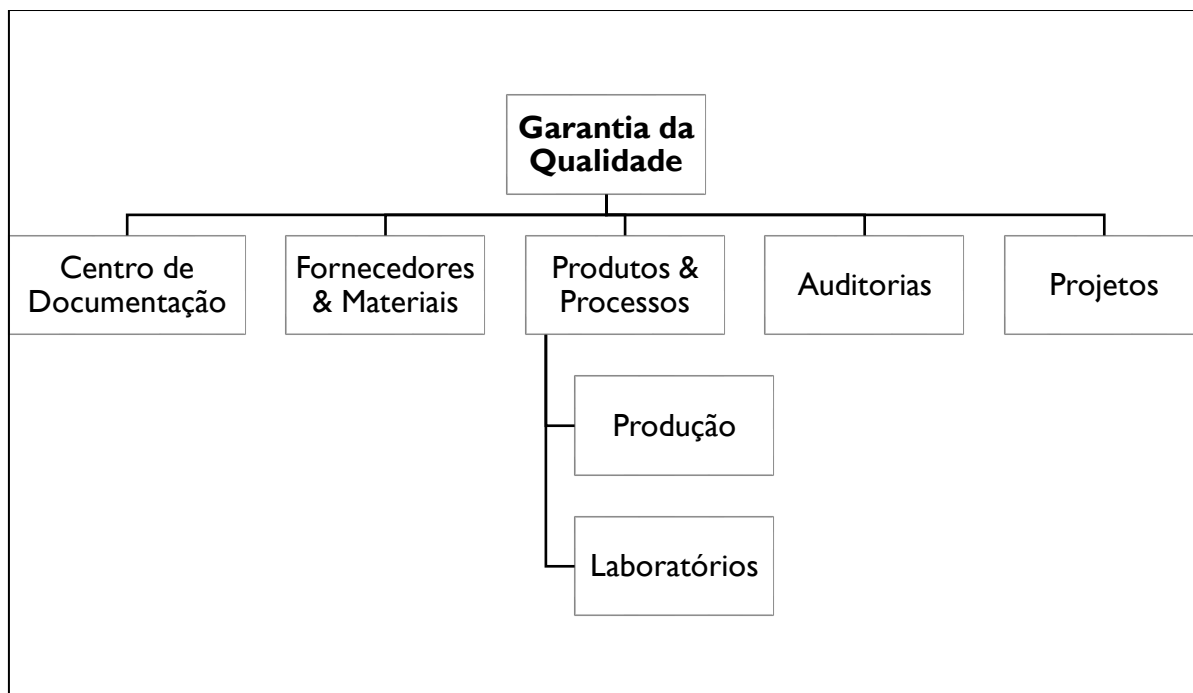 Garantia da
Qualidade
Centro de
Documentação
Fornecedores
& Materiais
Produtos &
Processos
Auditorias
Projetos
Produção
Laboratórios